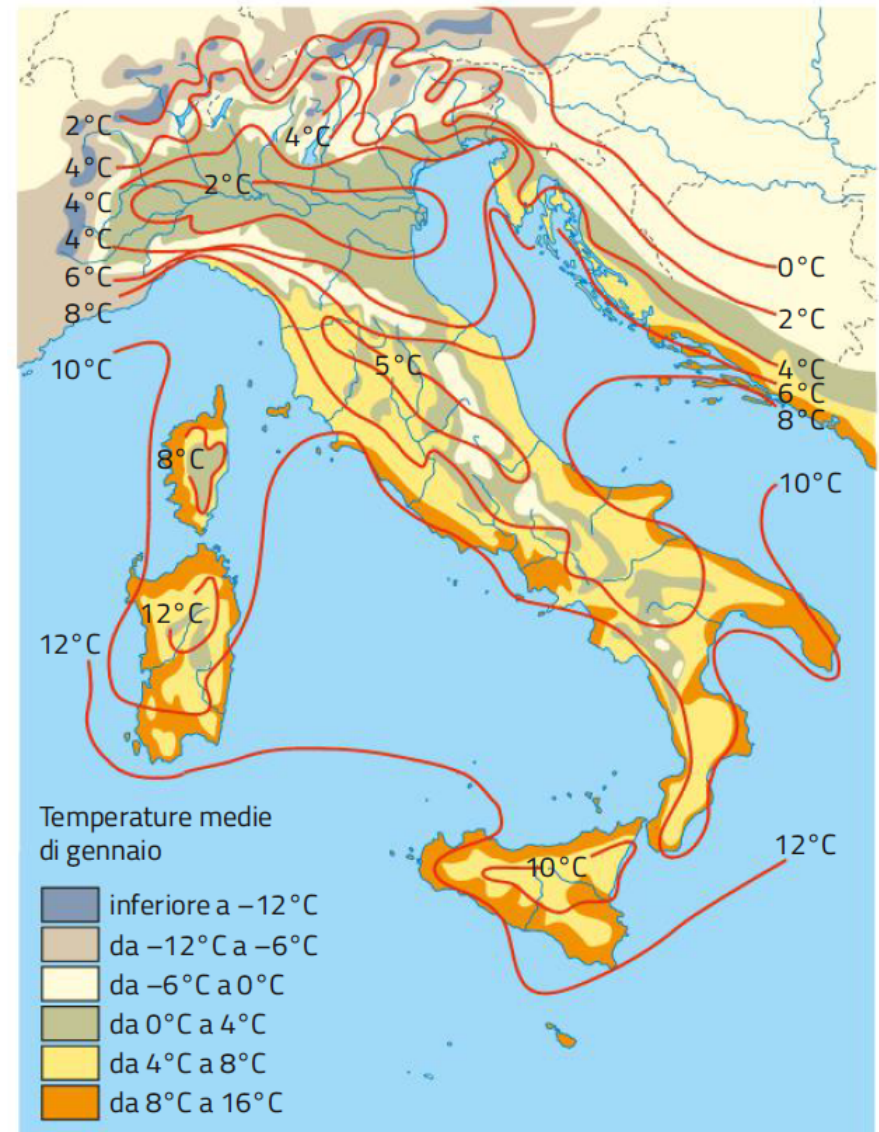 2°C
4°C
4°C
2°C
4°C
4°C
6°C
8°C
10°C
0°C
2°C
4°C
6°C
8°C
5°C
8°C
10°C
12°C
12°C
Temperature medie
di gennaio
10°C
12°C
inferiore a –12°C
da –12°C a –6°C
da –6°C a 0°C
da 0°C a 4°C
da 4°C a 8°C
da 8°C a 16°C